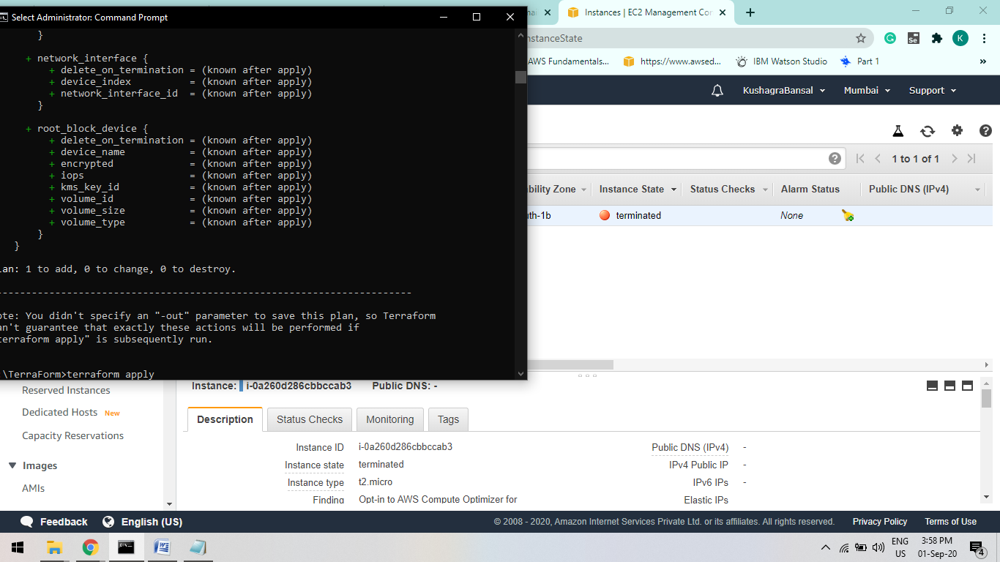 Select Administrator: Command Prompt
}
+ network_interface {
+ delete_on_termination = (known after apply)
+ device_index = (known after apply)
+ network_interface_id = (known after apply)
}
+ root_block_device {
+ delete_on_termination = (known after apply)
+ device_name = (known after apply)
+ encrypted = (known after apply)
+ iops = (known after apply)
+ kms_key_id = (known after apply)
+ volume_id = (known after apply)
+ volume_size = (known after apply)
+ volume_type = (known after apply)
}
}
lan: 1 to add, 0 to change, 0 to destroy.
------------------------------------------------------------------------
ote: You didn't specify an "-out" parameter to save this plan, so Terraform
an't guarantee that exactly these actions will be performed if
terraform apply" is subsequently run.
:\TerraForm>terraform apply
Instances | EC2 Management Cor
nstanceState
Se
K
AWS Fundamentals...
https://www.awsed...
IBM Watson Studio
Part 1
»
KushagraBansal
Mumbai
Support
1 to 1 of 1
bility Zone
Instance State
Status Checks
Alarm Status
Public DNS (IPv4)
uth-1b
terminated
None
Reserved Instances
Dedicated Hosts New
Capacity Reservations
Images
AMIs
Instance: i-0a260d286cbbccab3 Public DNS: -
Description
Status Checks
Monitoring
Tags
Instance ID i-0a260d286cbbccab3
Instance state terminated
Instance type t2.micro
Finding Opt-in to AWS Compute Optimizer for
Public DNS (IPv4) -
IPv4 Public IP -
IPv6 IPs -
Elastic IPs
Feedback
English (US)
© 2008 - 2020, Amazon Internet Services Private Ltd. or its affiliates. All rights reserved.
Privacy Policy
Terms of Use
ENG
US
3:58 PM
01-Sep-20
4